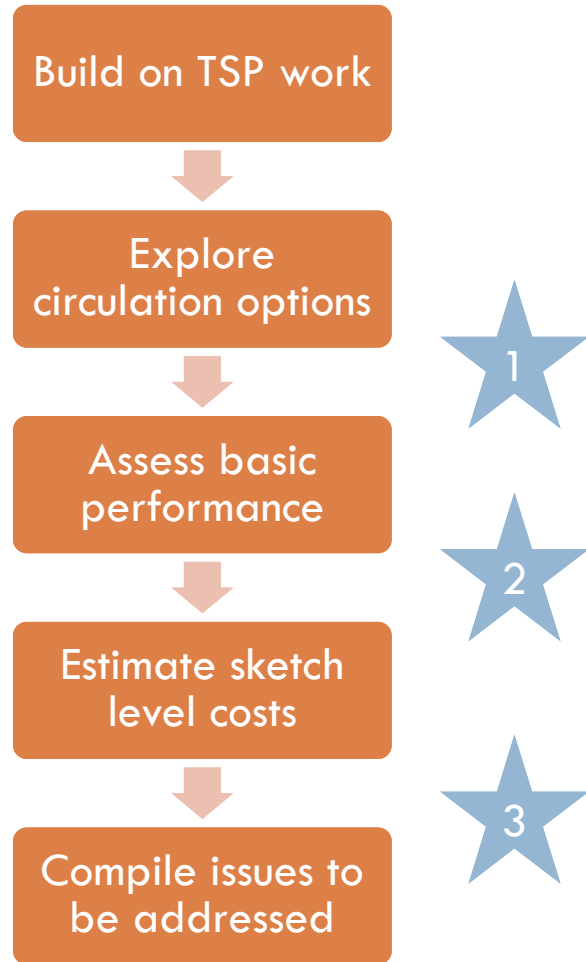 Build on TSP work
Explore
circulation options
1
Assess basic
performance
2
Estimate sketch
level costs
3
Compile issues to
be addressed